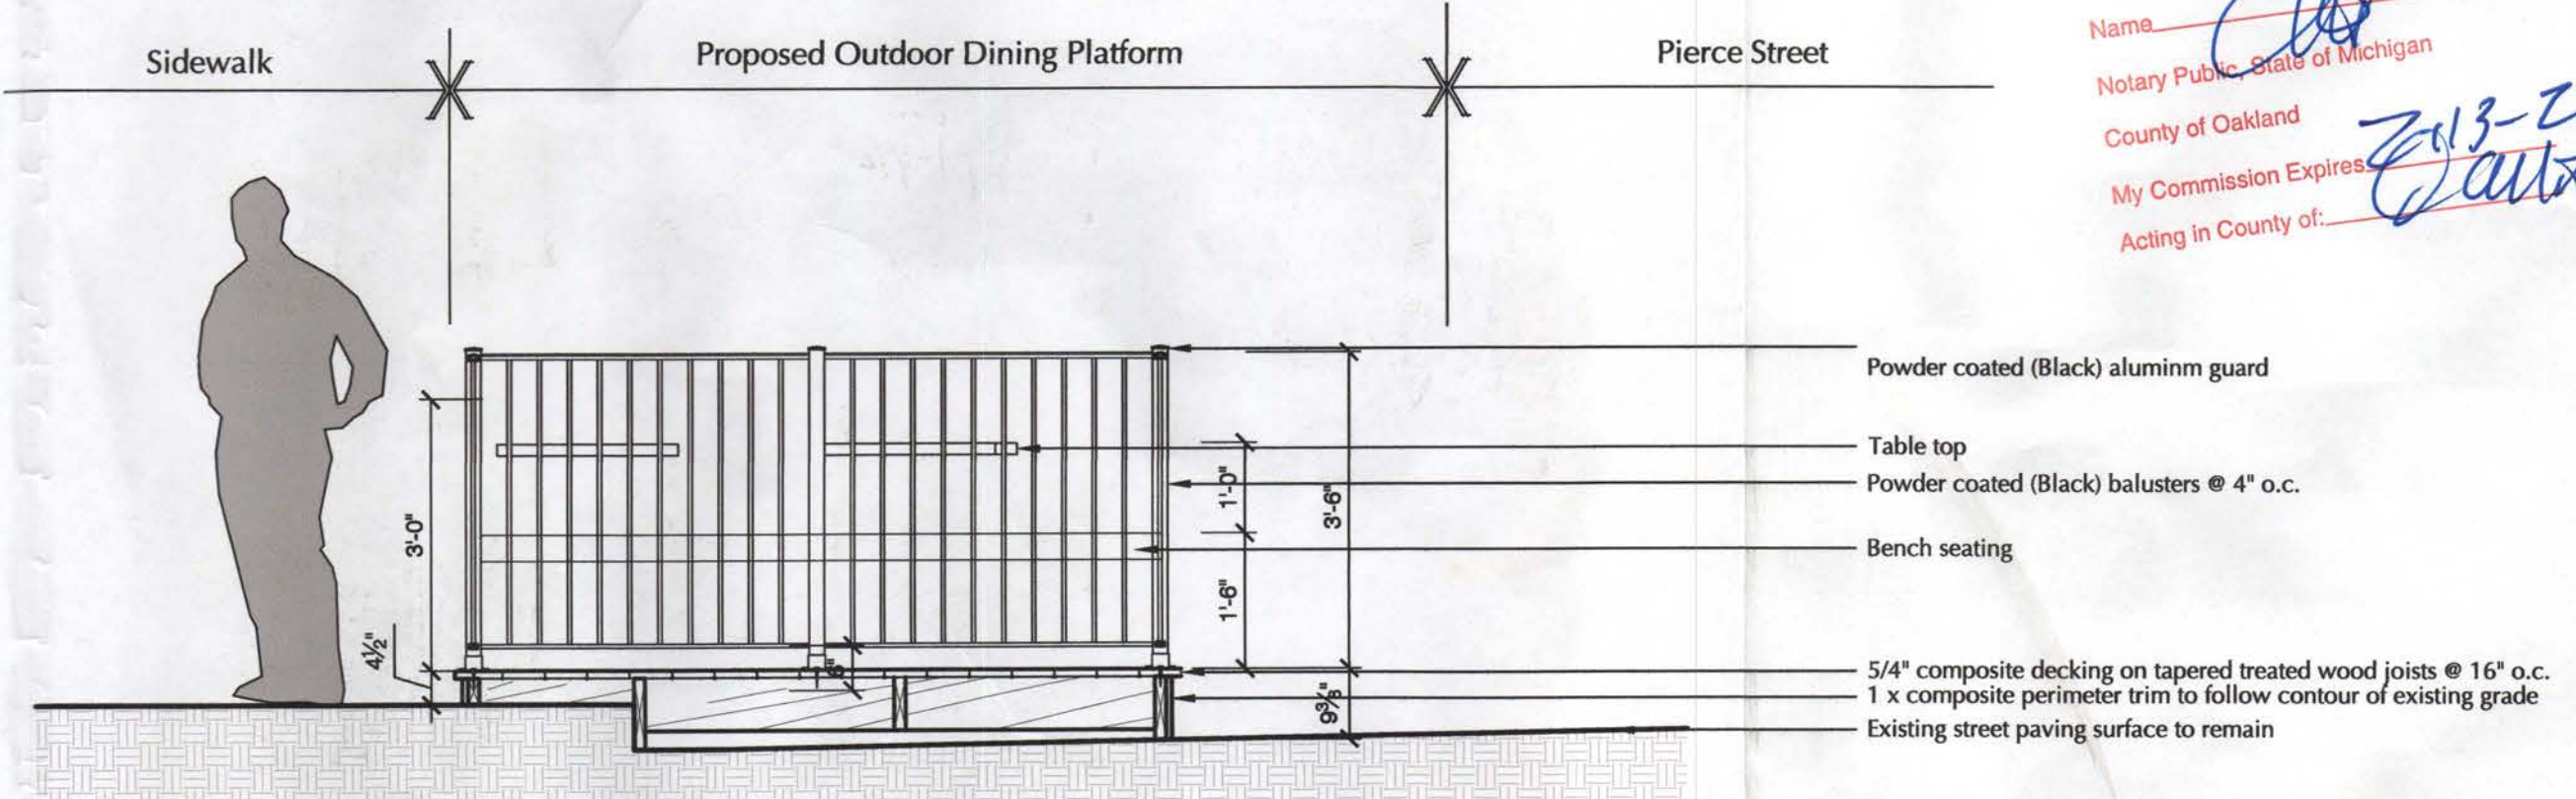 Sidewalk
Proposed Outdoor Dining Platform
Pierce Street
Name
Notary Public, State of Michigan
County of Oakland
My Commission Expires
Acting in County of:
Powder coated (Black) aluminm guard
Table top
Powder coated (Black) balusters @ 4" o.c.
Bench seating
5/4" composite decking on tapered treated wood joists @ 16" o.c.
1 x composite perimeter trim to follow contour of existing grade
Existing street paving surface to remain
3'-0"
4½"
6"
1'-0"
1'-6"
3'-6"
9⅜"